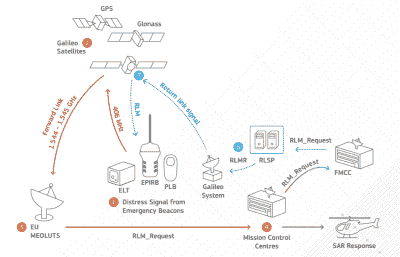 GPS
Glonass
2
Galileo
Satellites
Forward Link
1.544 - 1.545 GHz
406 MHz
RLM
Return link signal
ELT
EPIRB
PLB
1
Distress Signal from
Emergency Beacons
Galileo
System
RLMR
RLSP
RLM_Request
FMCC
RLM_Request
3
EU
MEOLUTS
RLM_Request
4
Mission Control
Centres
SAR Response